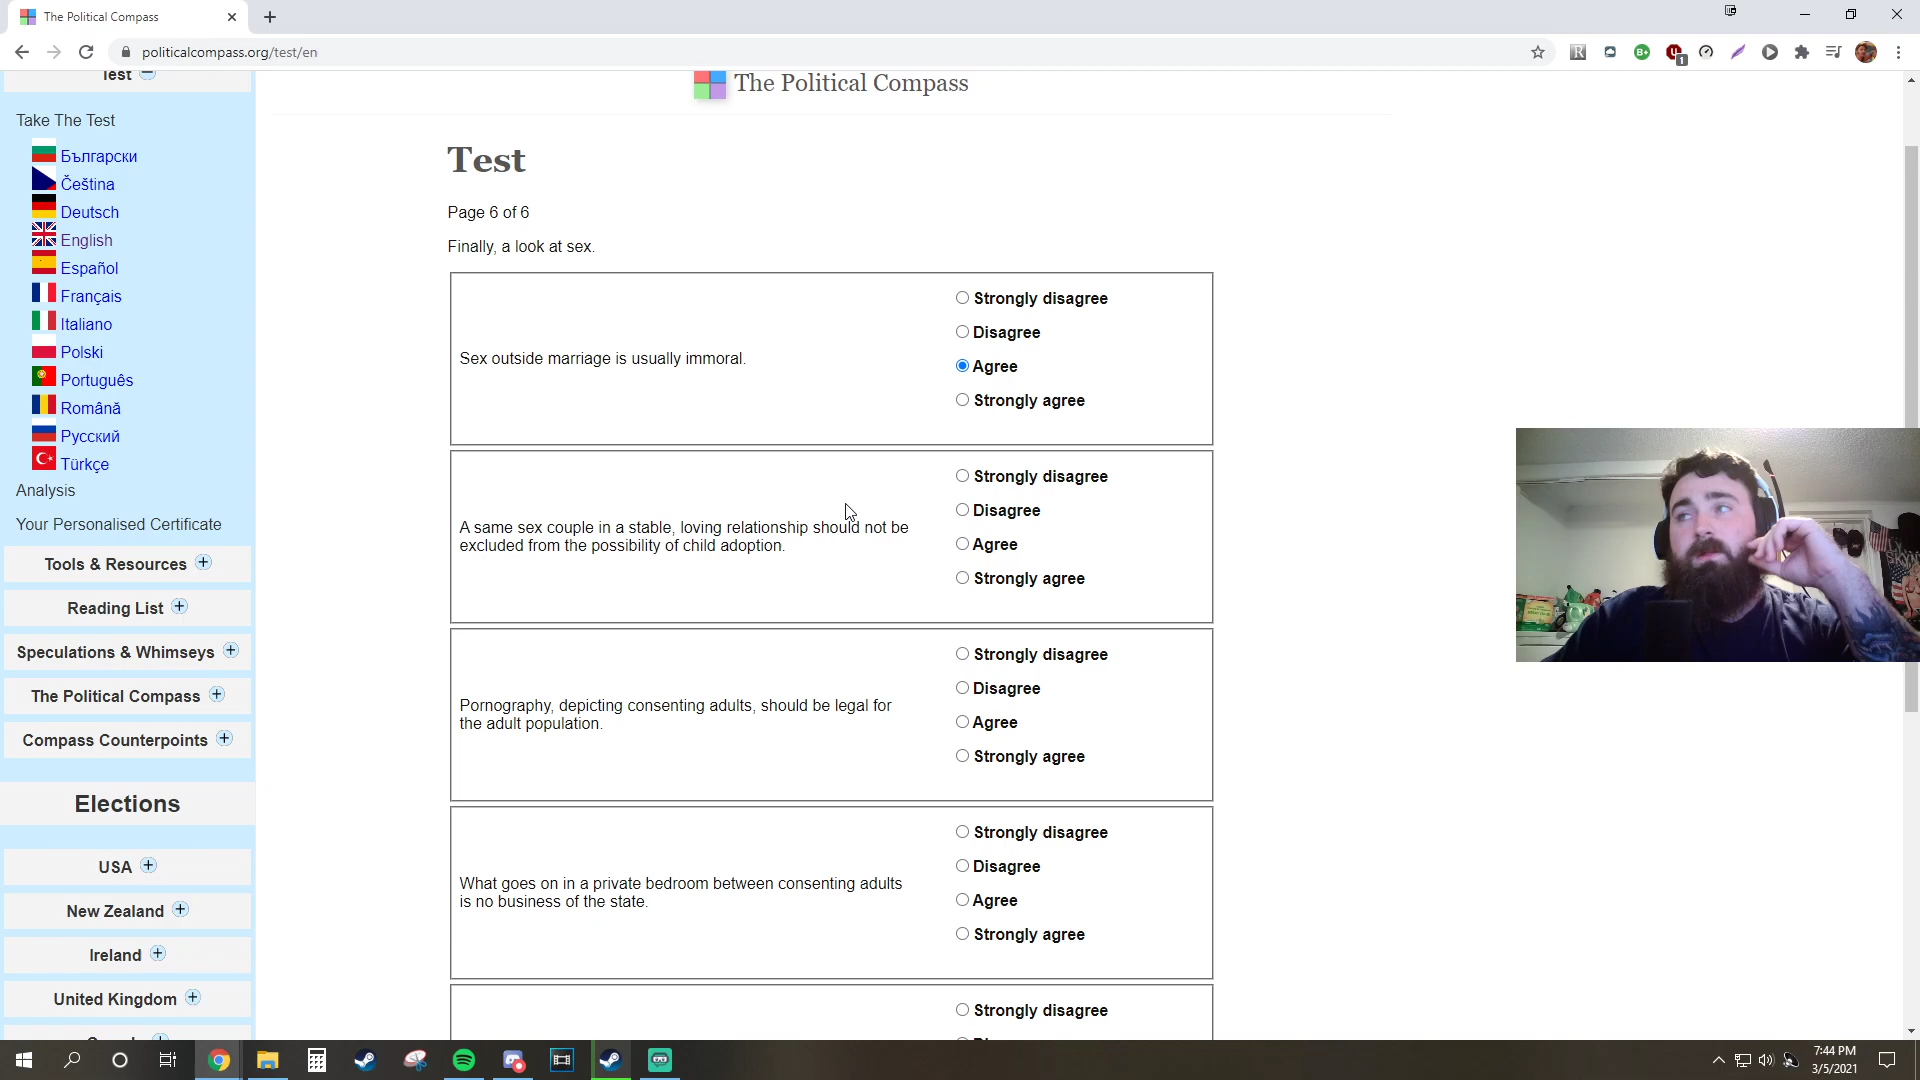 The Political Compass
politicalcompass.org/test/en
1
Test
Take The Test
Български
Čeština
Deutsch
English
Español
Français
Italiano
Polski
Português
Română
Русский
Türkçe
Analysis
Your Personalised Certificate
Tools & Resources
Reading List
Speculations & Whimseys
The Political Compass
Compass Counterpoints
Elections
USA
New Zealand
Ireland
United Kingdom
The Political Compass
Test
Page 6 of 6
Finally, a look at sex.
Sex outside marriage is usually immoral.
Strongly disagree
Disagree
Agree
Strongly agree
A same sex couple in a stable, loving relationship should not be
excluded from the possibility of child adoption.
Strongly disagree
Disagree
Agree
Strongly agree
Pornography, depicting consenting adults, should be legal for
the adult population.
Strongly disagree
Disagree
Agree
Strongly agree
What goes on in a private bedroom between consenting adults
is no business of the state.
Strongly disagree
Disagree
Agree
Strongly agree
Strongly disagree
7:44 PM
3/5/2021